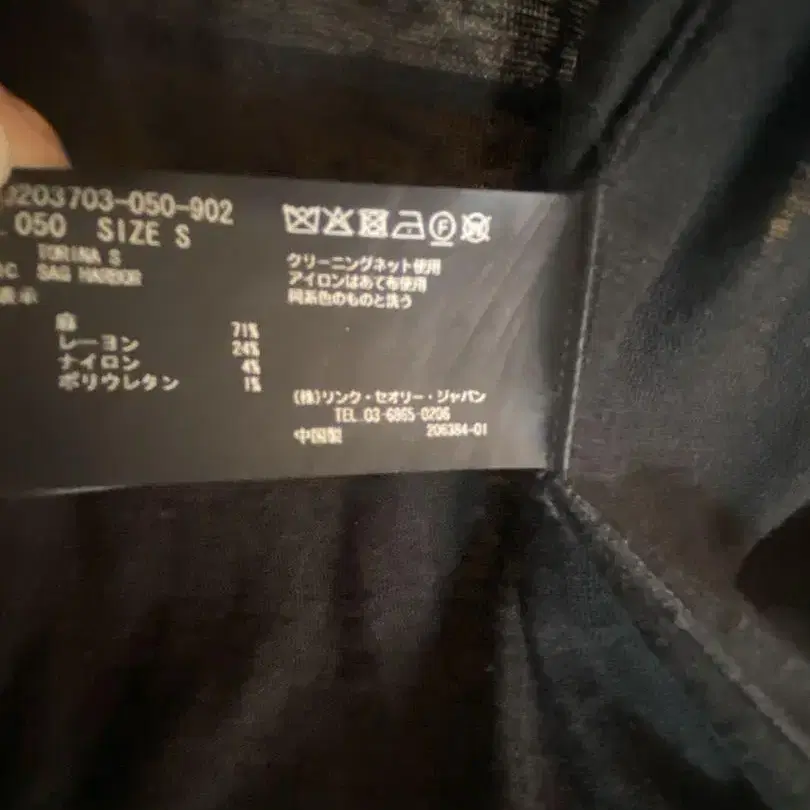 203703-050-902
050 SIZE S
TORINA S
SAG HARBOR
表示
麻 71%
レーヨン 24%
ナイロン 4%
ポリウレタン 1%
クリーニングネット使用
アイロンはあて布使用
同系色のものと洗う
(株)リンク・セオリー・ジャパン
TEL.03-6865-0206
中国製 206384-01